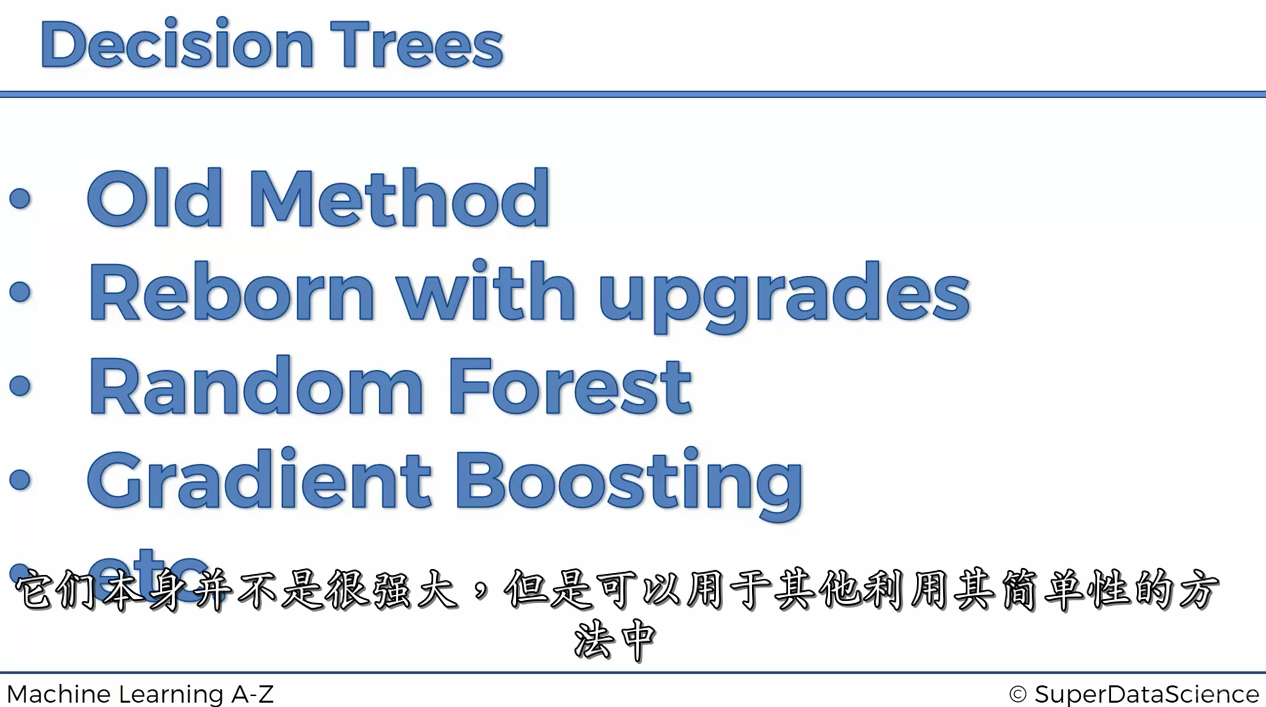 Decision Trees
• Old Method
• Reborn with upgrades
• Random Forest
• Gradient Boosting
• etc
它们本身并不是很强大，但是可以用于其他利用其简单性的方
法中
Machine Learning A-Z
© SuperDataScience